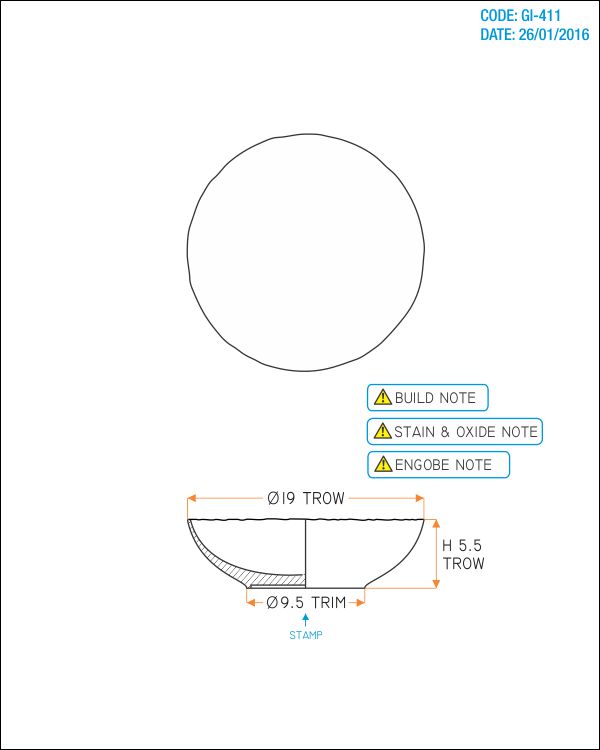 CODE: GI-411
DATE: 26/01/2016
BUILD NOTE
STAIN & OXIDE NOTE
ENGOBE NOTE
Ø19 TROW
H 5.5
TROW
Ø9.5 TRIM
STAMP